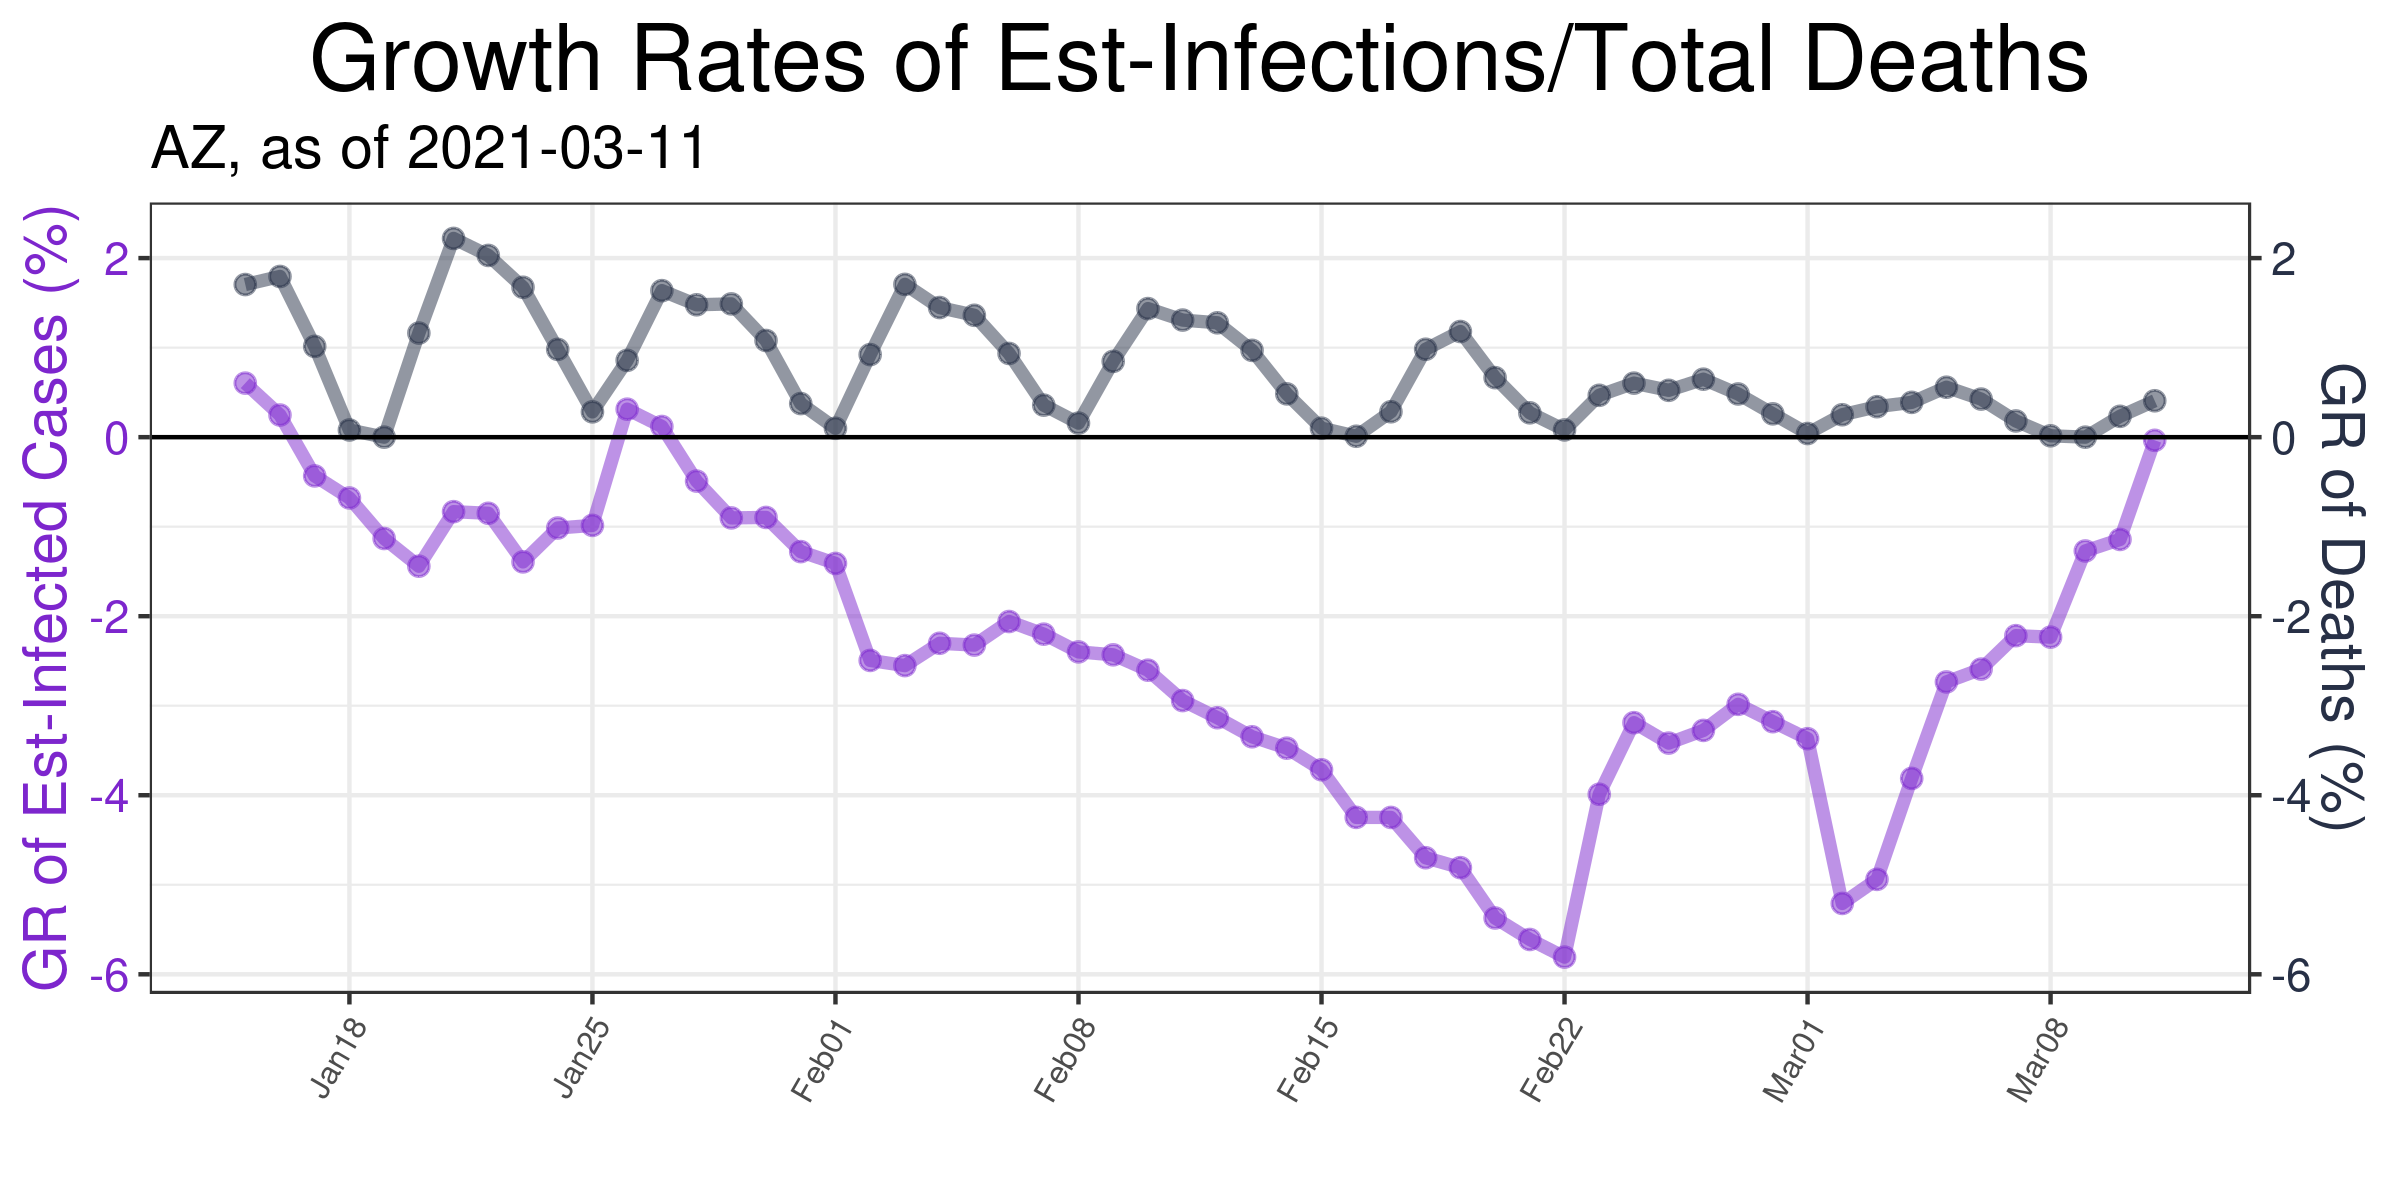 Growth Rates of Est-Infections/Total Deaths
AZ, as of 2021-03-11
GR of Est-Infected Cases (%)
2
0
-2
-4
-6
2
0
-2
-4
-6
GR of Deaths (%)
Jan18
Jan25
Feb01
Feb08
Feb15
Feb22
Mar01
Mar08